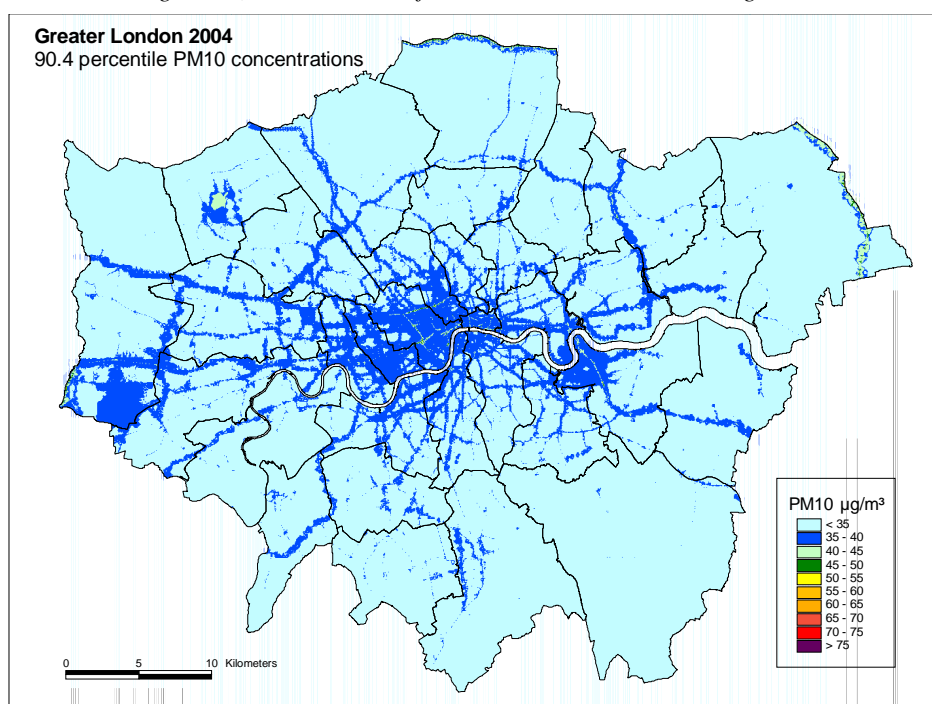 Greater London 2004
90.4 percentile PM10 concentrations
PM10 µg/m³
< 35
35 - 40
40 - 45
45 - 50
50 - 55
55 - 60
60 - 65
65 - 70
70 - 75
> 75
0 5 10 Kilometers